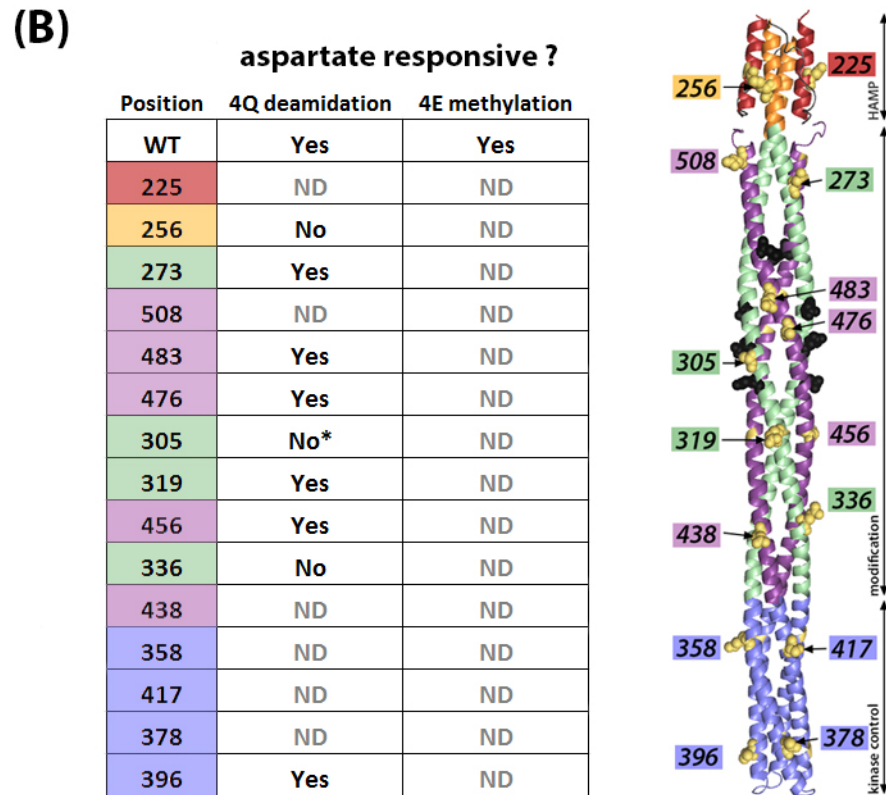 (B)
aspartate responsive ?
Position 4Q deamidation 4E methylation
WT Yes Yes
225 ND ND
256 No ND
273 Yes ND
508 ND ND
483 Yes ND
476 Yes ND
305 No* ND
319 Yes ND
456 Yes ND
336 No ND
438 ND ND
358 ND ND
417 ND ND
378 ND ND
396 Yes ND
225
256
HAMP
508
273
483
476
305
319
456
336
438
modification
358
417
378
396
kinase control